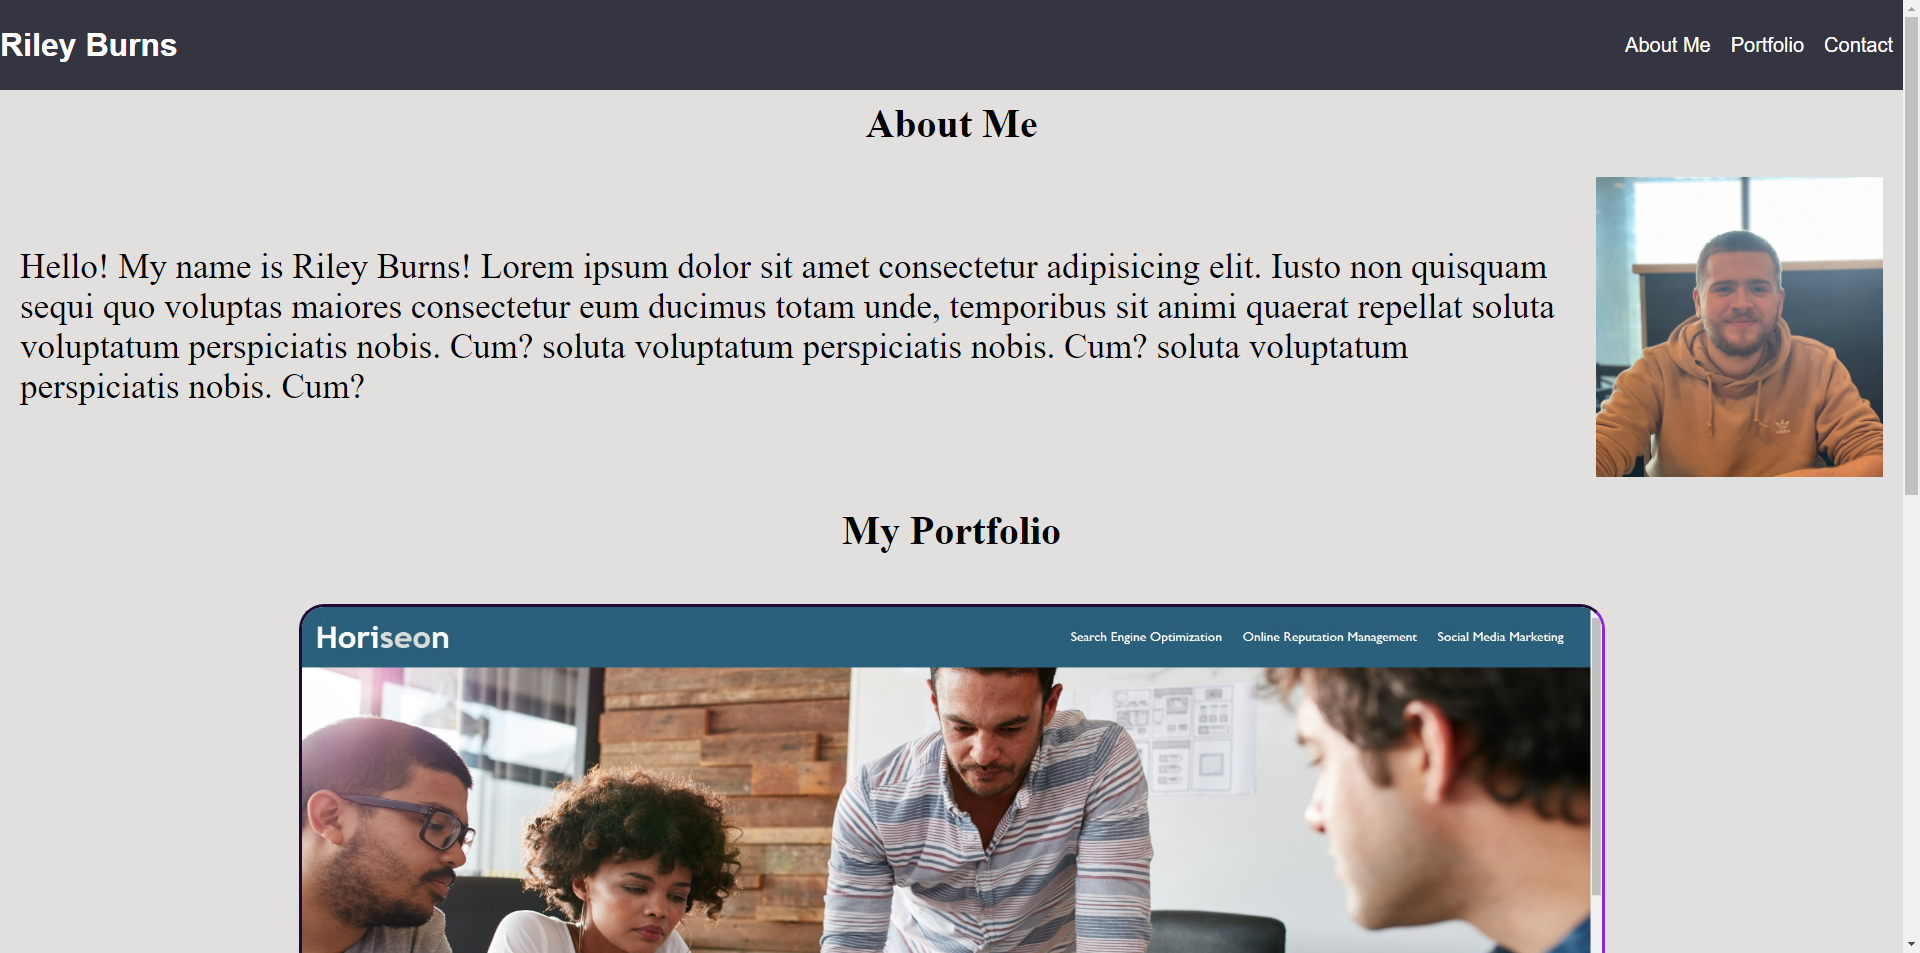 Riley Burns
About Me Portfolio Contact
About Me
Hello! My name is Riley Burns! Lorem ipsum dolor sit amet consectetur adipisicing elit. Iusto non quisquam
sequi quo voluptas maiores consectetur eum ducimus totam unde, temporibus sit animi quaerat repellat soluta
voluptatum perspiciatis nobis. Cum? soluta voluptatum perspiciatis nobis. Cum? soluta voluptatum
perspiciatis nobis. Cum?
My Portfolio
Horiseon
Search Engine Optimization Online Reputation Management Social Media Marketing